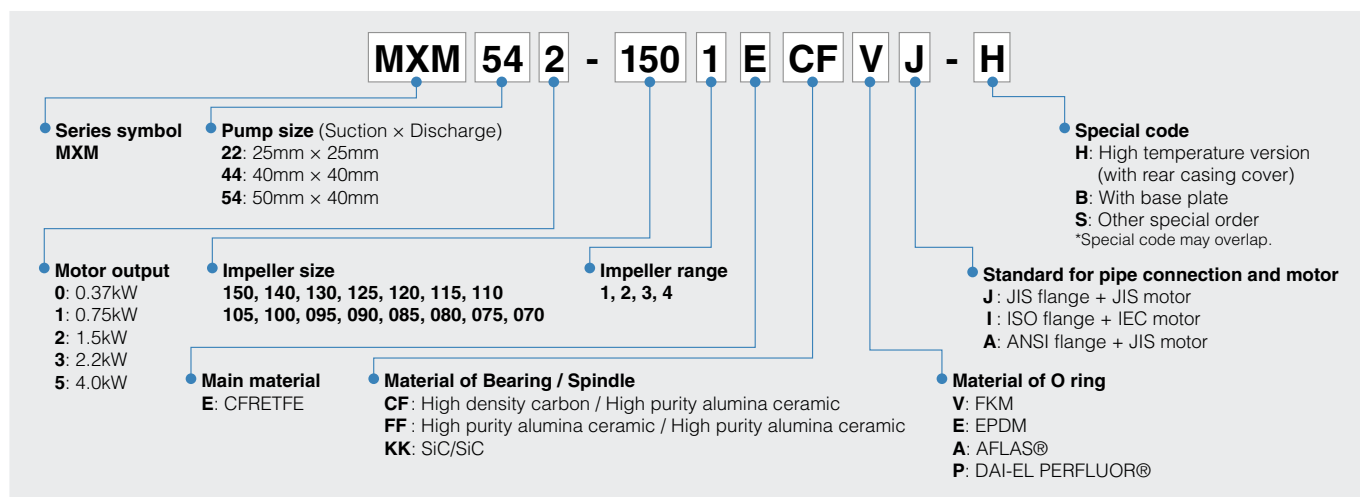 MXM 54 2 - 150 1 E CF V J - H
Series symbol
MXM
Pump size (Suction × Discharge)
22: 25mm × 25mm
44: 40mm × 40mm
54: 50mm × 40mm
Special code
H: High temperature version
(with rear casing cover)
B: With base plate
S: Other special order
*Special code may overlap.
Motor output
0: 0.37kW
1: 0.75kW
2: 1.5kW
3: 2.2kW
5: 4.0kW
Impeller size
150, 140, 130, 125, 120, 115, 110
105, 100, 095, 090, 085, 080, 075, 070
Impeller range
1, 2, 3, 4
Standard for pipe connection and motor
J : JIS flange + JIS motor
I : ISO flange + IEC motor
A: ANSI flange + JIS motor
Main material
E: CFRETFE
Material of Bearing / Spindle
CF : High density carbon / High purity alumina ceramic
FF : High purity alumina ceramic / High purity alumina ceramic
KK: SiC/SiC
Material of O ring
V: FKM
E: EPDM
A: AFLAS®
P: DAI-EL PERFLUOR®